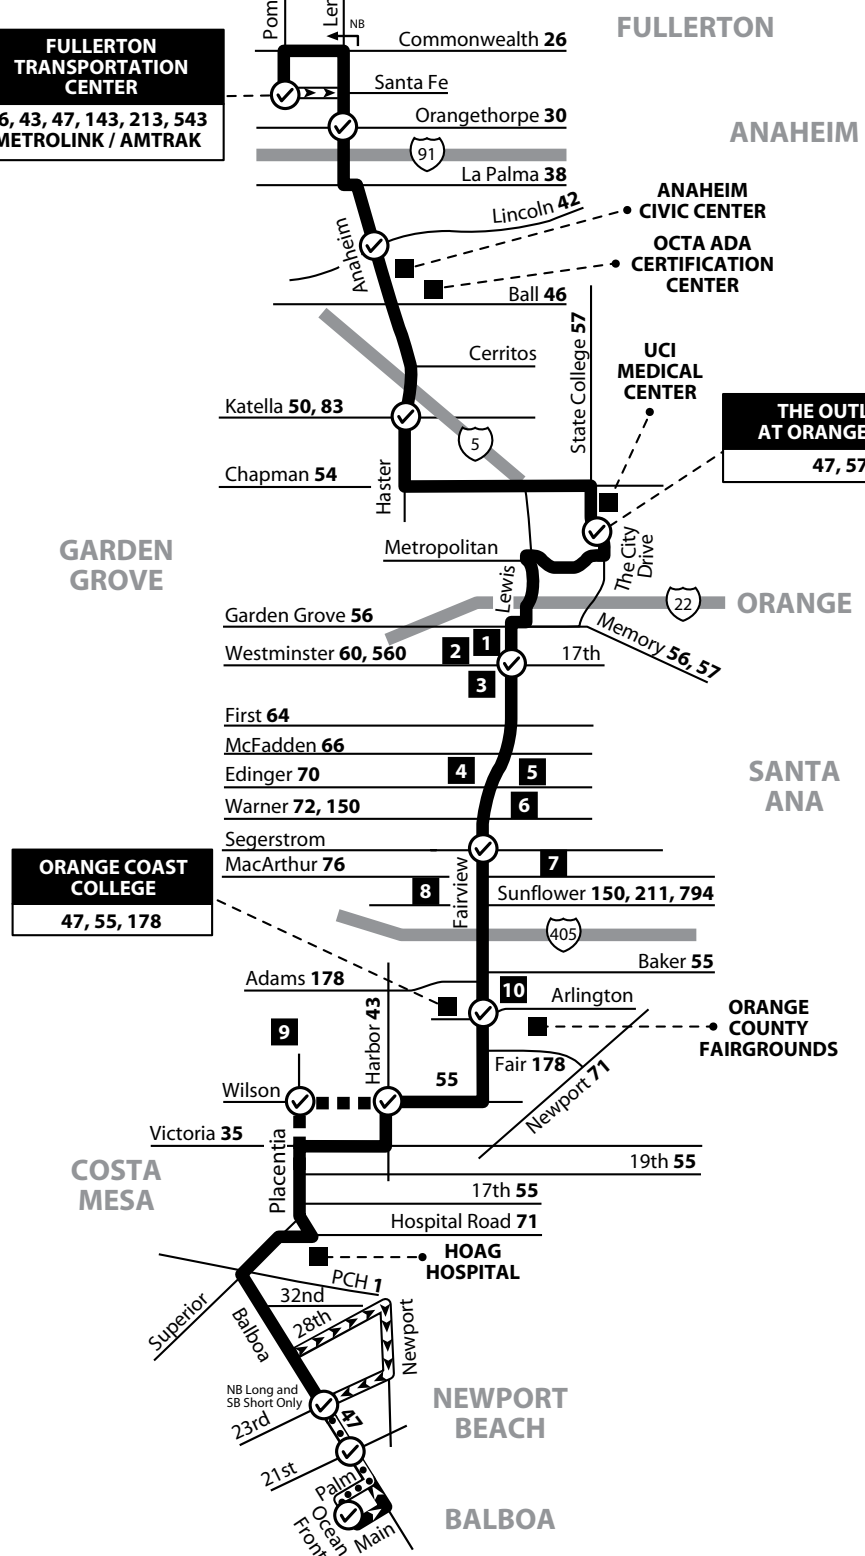 Pom
Len
NB
FULLERTON
Commonwealth 26
FULLERTON
TRANSPORTATION
CENTER
6, 43, 47, 143, 213, 543
METROLINK / AMTRAK
Santa Fe
Orangethorpe 30
ANAHEIM
91
La Palma 38
Lincoln 42
ANAHEIM
CIVIC CENTER
Anaheim
OCTA ADA
CERTIFICATION
CENTER
Ball 46
State College 57
UCI
MEDICAL
CENTER
Cerritos
Katella 50, 83
THE OUTL
AT ORANGE
47, 57
5
Chapman 54
Haster
Metropolitan
The City
Drive
GARDEN
GROVE
Lewis
22
ORANGE
Garden Grove 56
Memory 56, 57
1
2
Westminster 60, 560
17th
3
First 64
McFadden 66
Edinger 70
4
5
SANTA
ANA
Warner 72, 150
6
Segerstrom
MacArthur 76
7
ORANGE COAST
COLLEGE
47, 55, 178
8
Fairview
Sunflower 150, 211, 794
405
Baker 55
Adams 178
10
Arlington
Harbor 43
ORANGE
COUNTY
FAIRGROUNDS
9
Fair 178
Newport 71
55
Wilson
Victoria 35
Placentia
19th 55
COSTA
MESA
17th 55
Hospital Road 71
HOAG
HOSPITAL
PCH 1
32nd
Superior
Balboa
28th
Newport
NB Long and
SB Short Only
23rd
47
NEWPORT
BEACH
21st
Palm
Ocean
Front
Main
BALBOA